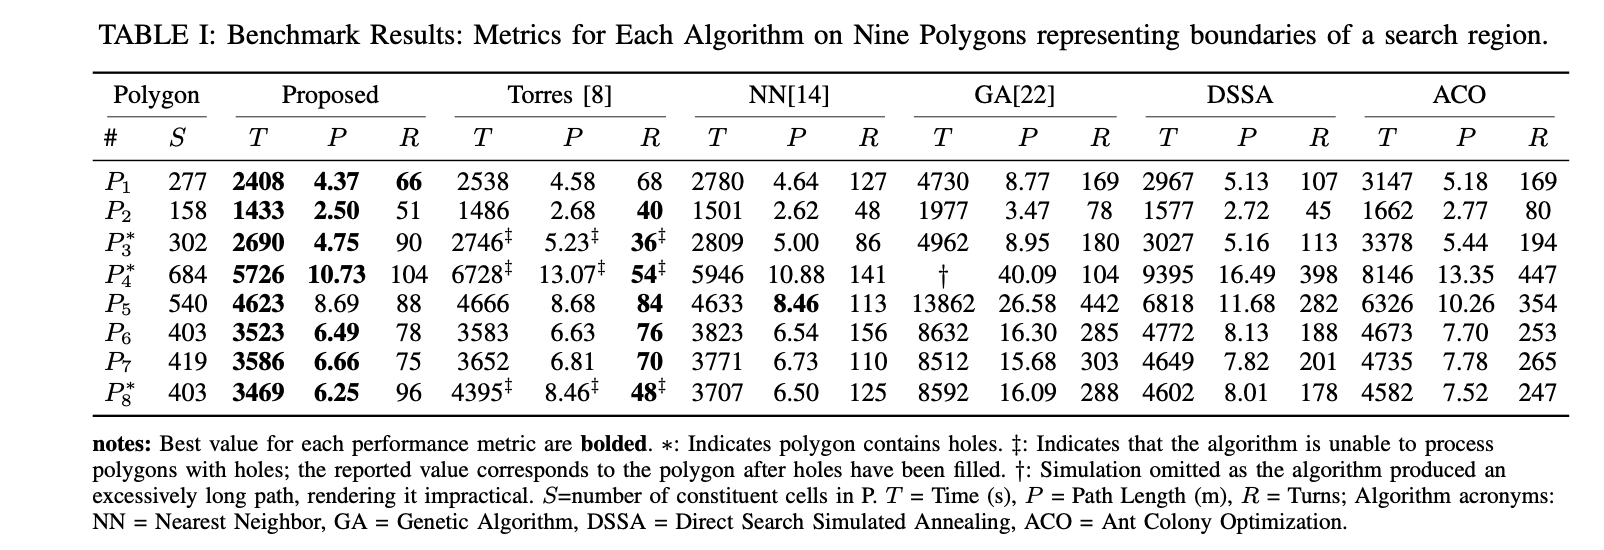 TABLE I: Benchmark Results: Metrics for Each Algorithm on Nine Polygons representing boundaries of a search region.
Polygon Proposed Torres [8] NN[14] GA[22] DSSA ACO
# S T P R T P R T P R T P R T P R T P R
P1 277 2408 4.37 66 2538 4.58 68 2780 4.64 127 4730 8.77 169 2967 5.13 107 3147 5.18 169
P2 158 1433 2.50 51 1486 2.68 40 1501 2.62 48 1977 3.47 78 1577 2.72 45 1662 2.77 80
P3* 302 2690 4.75 90 2746‡ 5.23‡ 36‡ 2809 5.00 86 4962 8.95 180 3027 5.16 113 3378 5.44 194
P4* 684 5726 10.73 104 6728‡ 13.07‡ 54‡ 5946 10.88 141 † 40.09 104 9395 16.49 398 8146 13.35 447
P5 540 4623 8.69 88 4666 8.68 84 4633 8.46 113 13862 26.58 442 6818 11.68 282 6326 10.26 354
P6 403 3523 6.49 78 3583 6.63 76 3823 6.54 156 8632 16.30 285 4772 8.13 188 4673 7.70 253
P7 419 3586 6.66 75 3652 6.81 70 3771 6.73 110 8512 15.68 303 4649 7.82 201 4735 7.78 265
P8* 403 3469 6.25 96 4395‡ 8.46‡ 48‡ 3707 6.50 125 8592 16.09 288 4602 8.01 178 4582 7.52 247
notes: Best value for each performance metric are bolded. ∗: Indicates polygon contains holes. ‡: Indicates that the algorithm is unable to process
polygons with holes; the reported value corresponds to the polygon after holes have been filled. †: Simulation omitted as the algorithm produced an
excessively long path, rendering it impractical. S=number of constituent cells in P. T = Time (s), P = Path Length (m), R = Turns; Algorithm acronyms:
NN = Nearest Neighbor, GA = Genetic Algorithm, DSSA = Direct Search Simulated Annealing, ACO = Ant Colony Optimization.